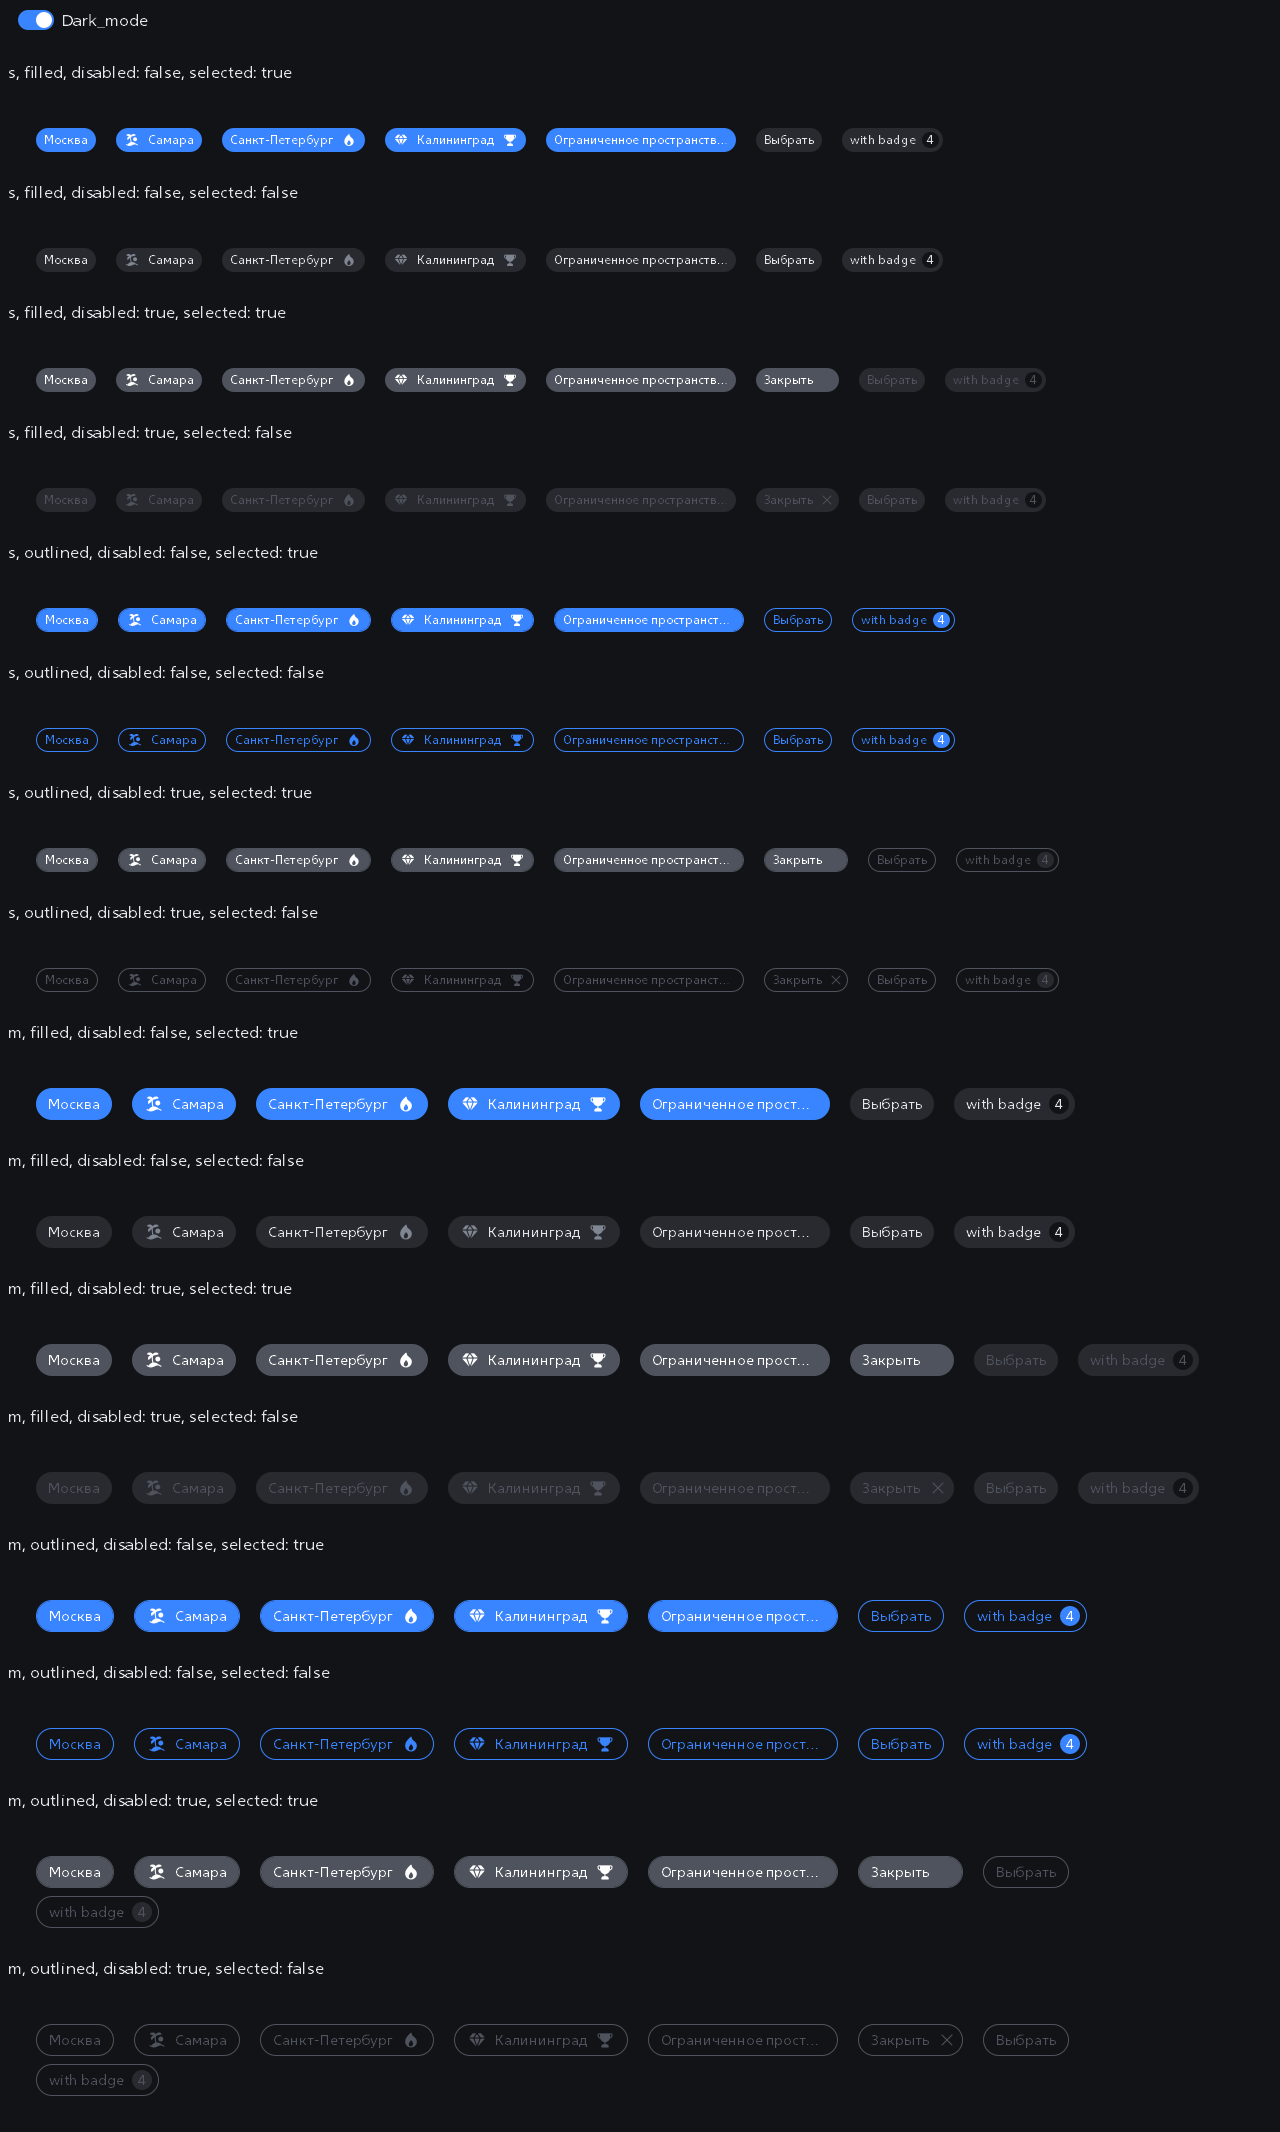 Dark_mode
s, filled, disabled: false, selected: true
Москва Самара Санкт-Петербург Калининград Ограниченное пространств... Выбрать with badge 4
s, filled, disabled: false, selected: false
Москва Самара Санкт-Петербург Калининград Ограниченное пространств... Выбрать with badge 4
s, filled, disabled: true, selected: true
Москва Самара Санкт-Петербург Калининград Ограниченное пространств... Закрыть Выбрать with badge 4
s, filled, disabled: true, selected: false
Москва Самара Санкт-Петербург Калининград Ограниченное пространств... Закрыть Выбрать with badge 4
s, outlined, disabled: false, selected: true
Москва Самара Санкт-Петербург Калининград Ограниченное пространст... Выбрать with badge 4
s, outlined, disabled: false, selected: false
Москва Самара Санкт-Петербург Калининград Ограниченное пространст... Выбрать with badge 4
s, outlined, disabled: true, selected: true
Москва Самара Санкт-Петербург Калининград Ограниченное пространст... Закрыть Выбрать with badge 4
s, outlined, disabled: true, selected: false
Москва Самара Санкт-Петербург Калининград Ограниченное пространст... Закрыть Выбрать with badge 4
m, filled, disabled: false, selected: true
Москва Самара Санкт-Петербург Калининград Ограниченное прост... Выбрать with badge 4
m, filled, disabled: false, selected: false
Москва Самара Санкт-Петербург Калининград Ограниченное прост... Выбрать with badge 4
m, filled, disabled: true, selected: true
Москва Самара Санкт-Петербург Калининград Ограниченное прост... Закрыть Выбрать with badge 4
m, filled, disabled: true, selected: false
Москва Самара Санкт-Петербург Калининград Ограниченное прост... Закрыть Выбрать with badge 4
m, outlined, disabled: false, selected: true
Москва Самара Санкт-Петербург Калининград Ограниченное прост... Выбрать with badge 4
m, outlined, disabled: false, selected: false
Москва Самара Санкт-Петербург Калининград Ограниченное прост... Выбрать with badge 4
m, outlined, disabled: true, selected: true
Москва Самара Санкт-Петербург Калининград Ограниченное прост... Закрыть Выбрать
with badge 4
m, outlined, disabled: true, selected: false
Москва Самара Санкт-Петербург Калининград Ограниченное прост... Закрыть Выбрать
with badge 4